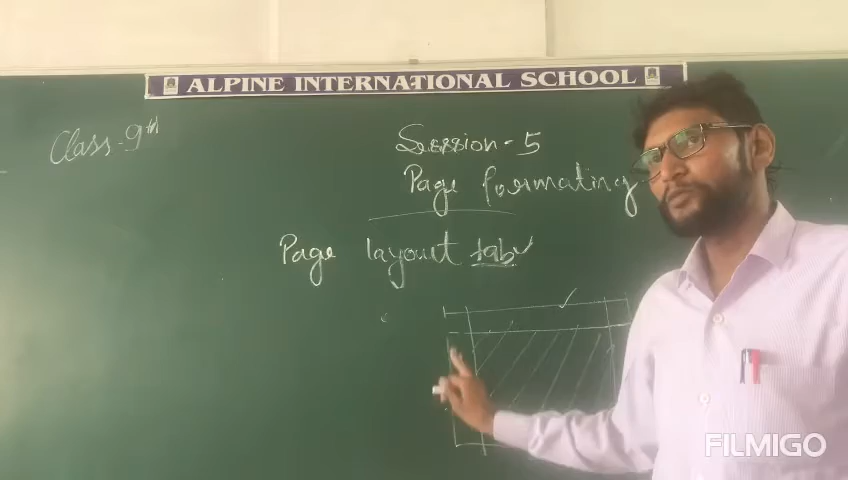 ALPINE INTERNATIONAL SCHOOL
Class-9th
Session-5
Page formating
Page layout tab
FILMIGO